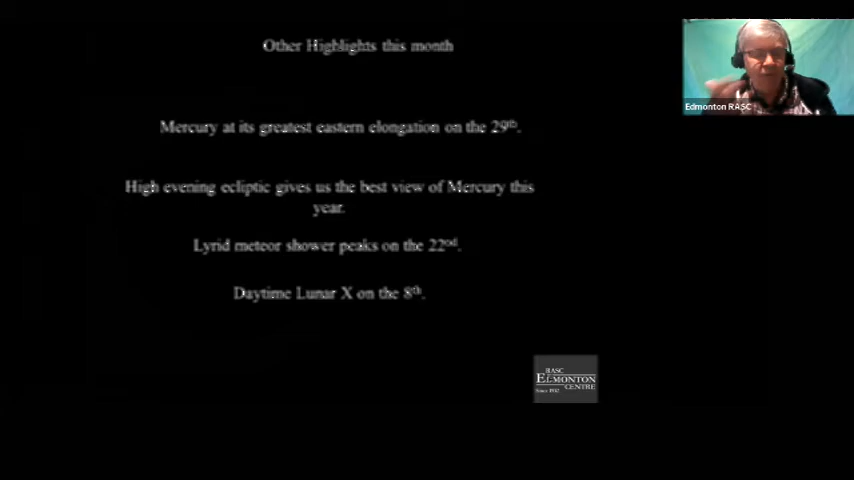 Other Highlights this month
Edmonton RASC
Mercury at its greatest eastern elongation on the 29th.
High evening ecliptic gives us the best view of Mercury this
year.
Lyrid meteor shower peaks on the 22nd.
Daytime Lunar X on the 8th.
RASC
EDMONTON
CENTRE
Since 1932